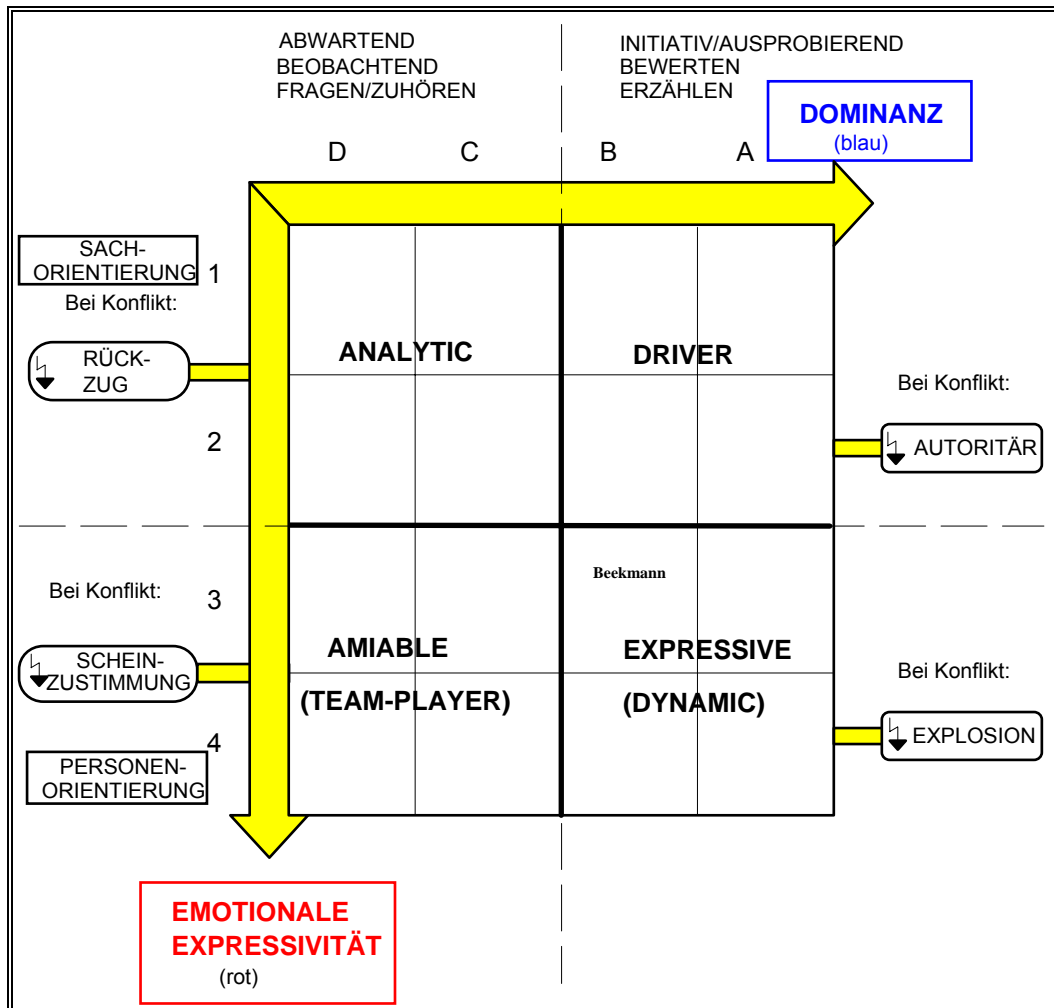 ABWARTEND
BEOBACHTEND
FRAGEN/ZUHÖREN
INITIATIV/AUSPROBIEREND
BEWERTEN
ERZÄHLEN
DOMINANZ
(blau)
D C B A
SACH-
ORIENTIERUNG
1
Bei Konflikt:
RÜCK-
ZUG
ANALYTIC
DRIVER
Bei Konflikt:
2
AUTORITÄR
Bei Konflikt:
3
Beekmann
SCHEIN-
ZUSTIMMUNG
AMIABLE
(TEAM-PLAYER)
EXPRESSIVE
(DYNAMIC)
Bei Konflikt:
4
EXPLOSION
PERSONEN-
ORIENTIERUNG
EMOTIONALE
EXPRESSIVITÄT
(rot)